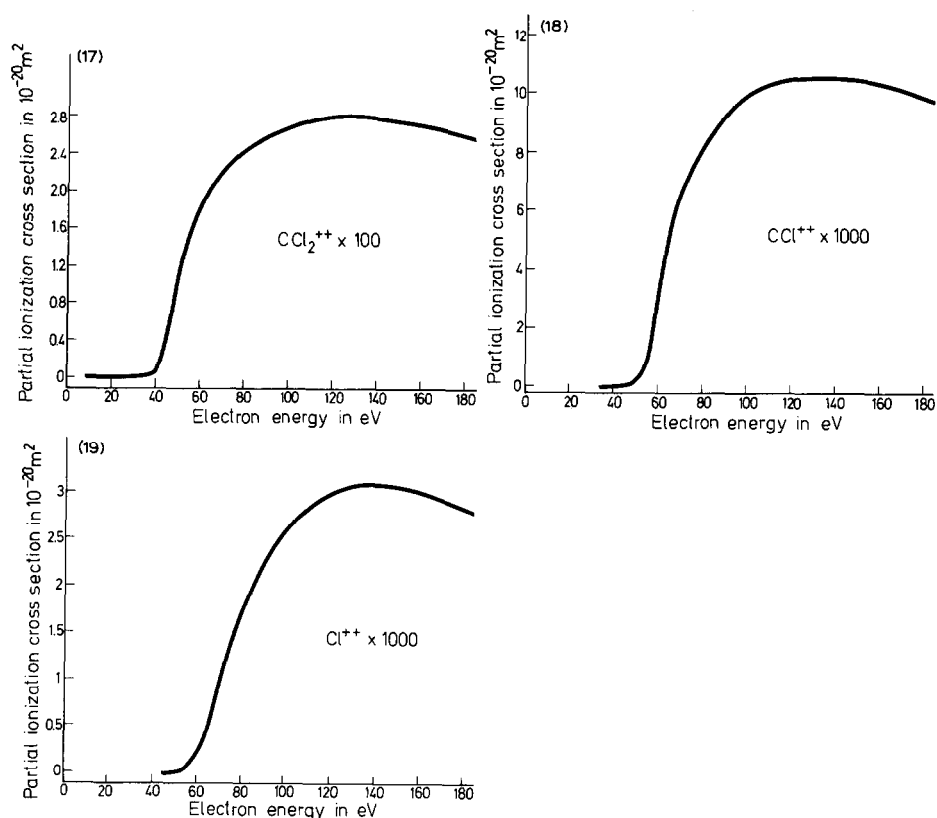 (17)
Partial ionization cross section in 10⁻²⁰m²
2.8
2.4
2.0
1.6
1.2
0.8
0.4
0
CCl₂⁺⁺ x 100
0 20 40 60 80 100 120 140 160 180
Electron energy in eV
(18)
Partial ionization cross section in 10⁻²⁰m²
12
10
8
6
4
2
0
CCl⁺⁺ x 1000
0 20 40 60 80 100 120 140 160 180
Electron energy in eV
(19)
Partial ionization cross section in 10⁻²⁰m²
3
2.5
2
1.5
1
0.5
0
Cl⁺⁺ x 1000
0 20 40 60 80 100 120 140 160 180
Electron energy in eV